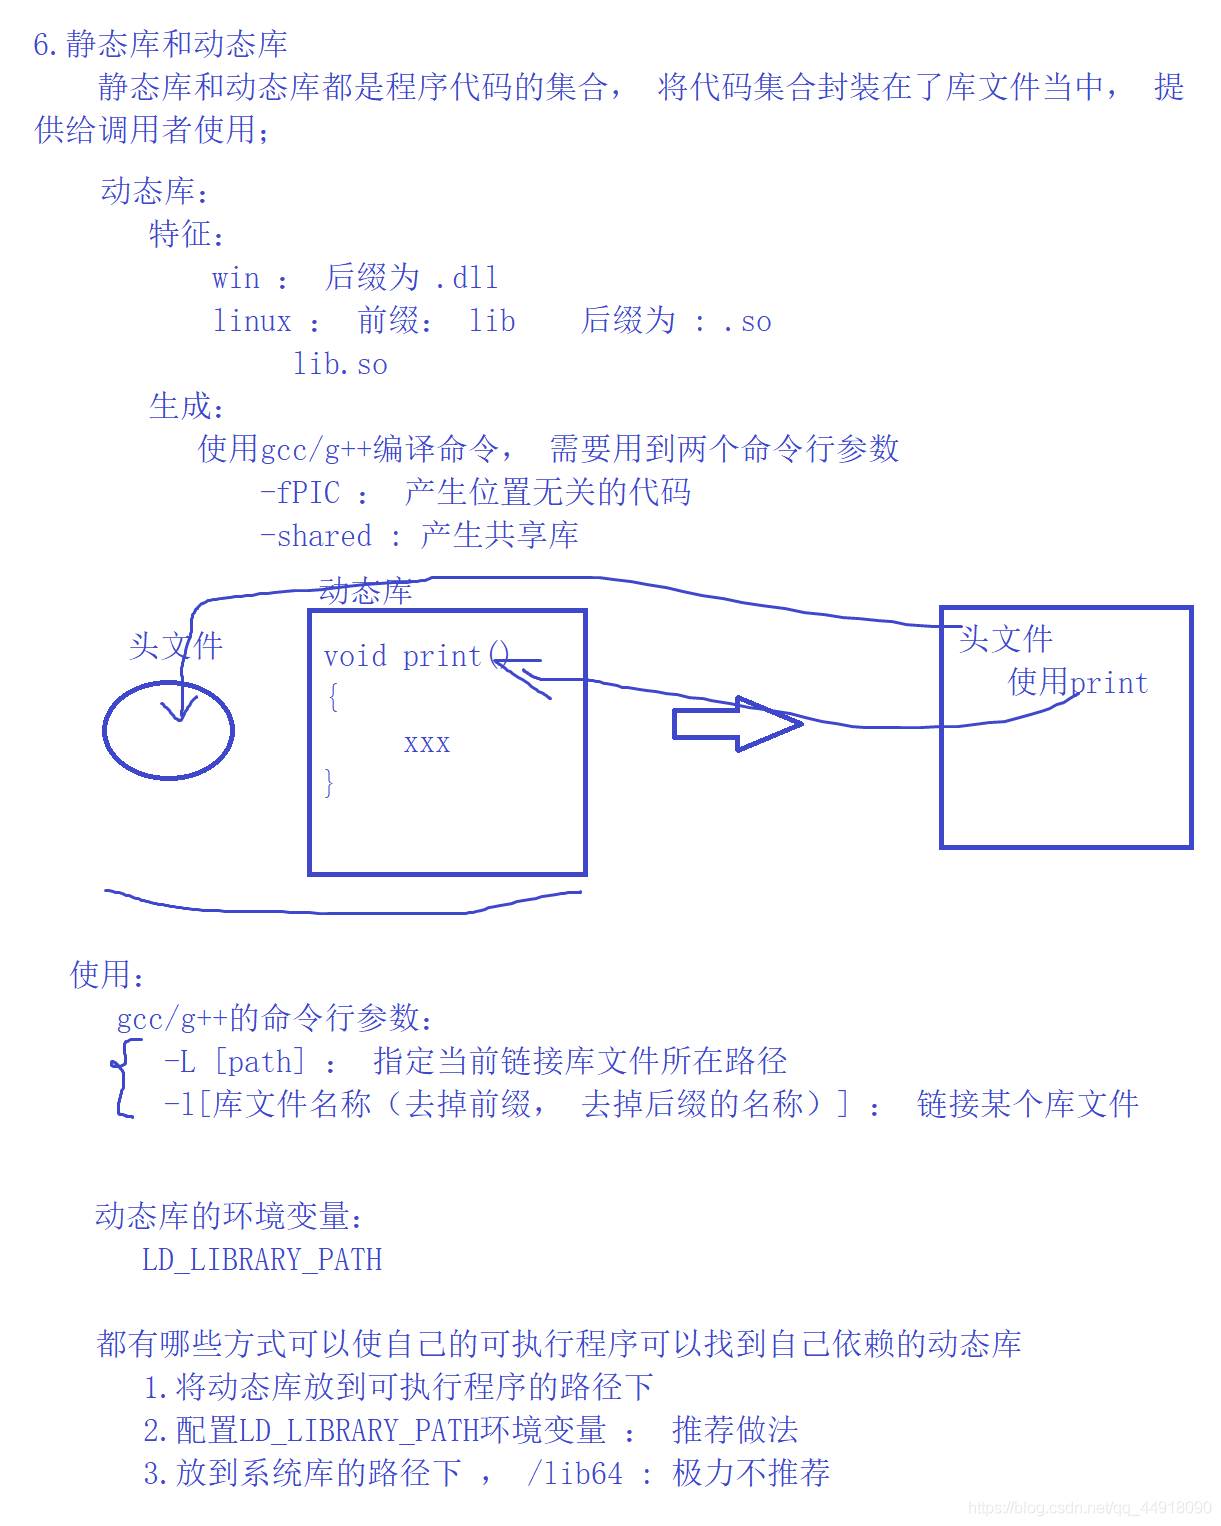 6.静态库和动态库
静态库和动态库都是程序代码的集合， 将代码集合封装在了库文件当中， 提
供给调用者使用；
动态库：
特征：
win ： 后缀为 .dll
linux ： 前缀： lib 后缀为 : .so
lib.so
生成：
使用gcc/g++编译命令， 需要用到两个命令行参数
-fPIC ： 产生位置无关的代码
-shared : 产生共享库
动态库
头文件
void print()
{
xxx
}
头文件
使用print
使用：
gcc/g++的命令行参数：
-L [path] ： 指定当前链接库文件所在路径
-l[库文件名称（去掉前缀， 去掉后缀的名称）] ： 链接某个库文件
动态库的环境变量：
LD_LIBRARY_PATH
都有哪些方式可以使自己的可执行程序可以找到自己依赖的动态库
1.将动态库放到可执行程序的路径下
2.配置LD_LIBRARY_PATH环境变量 ： 推荐做法
3.放到系统库的路径下 ， /lib64 : 极力不推荐
https://blog.csdn.net/qq_44918090